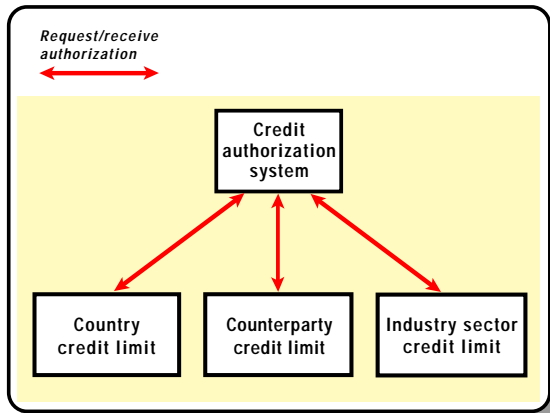 Request/receive
authorization
Credit
authorization
system
Country
credit limit
Counterparty
credit limit
Industry sector
credit limit